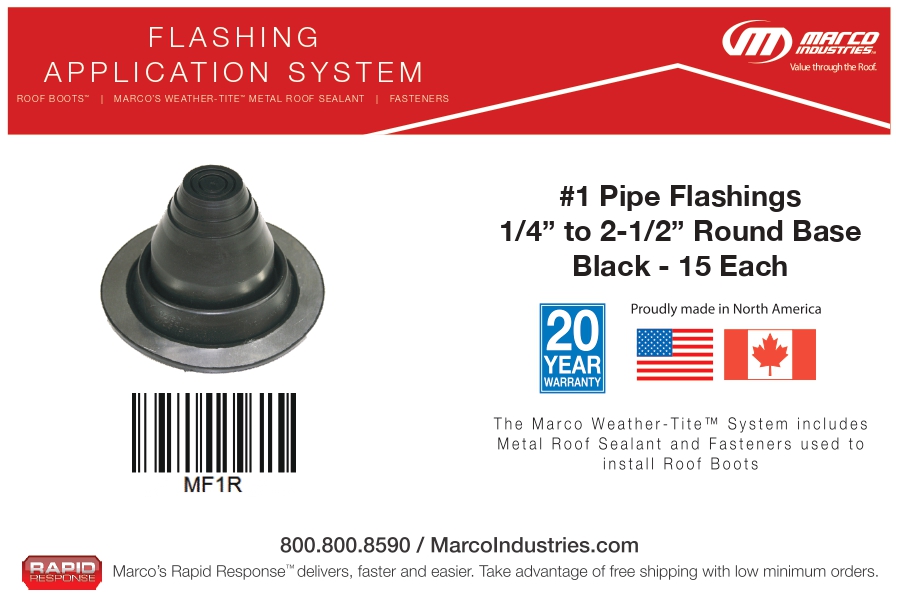 FLASHING
APPLICATION SYSTEM
ROOF BOOTS™ | MARCO'S WEATHER-TITE™ METAL ROOF SEALANT | FASTENERS
MARCO
INDUSTRIES™
Value through the Roof.
#1 Pipe Flashings
1/4” to 2-1/2” Round Base
Black - 15 Each
20
YEAR
WARRANTY
Proudly made in North America
The Marco Weather-Tite™ System includes
Metal Roof Sealant and Fasteners used to
install Roof Boots
MF1R
800.800.8590 / MarcoIndustries.com
RAPID
RESPONSE
Marco's Rapid Response™ delivers, faster and easier. Take advantage of free shipping with low minimum orders.